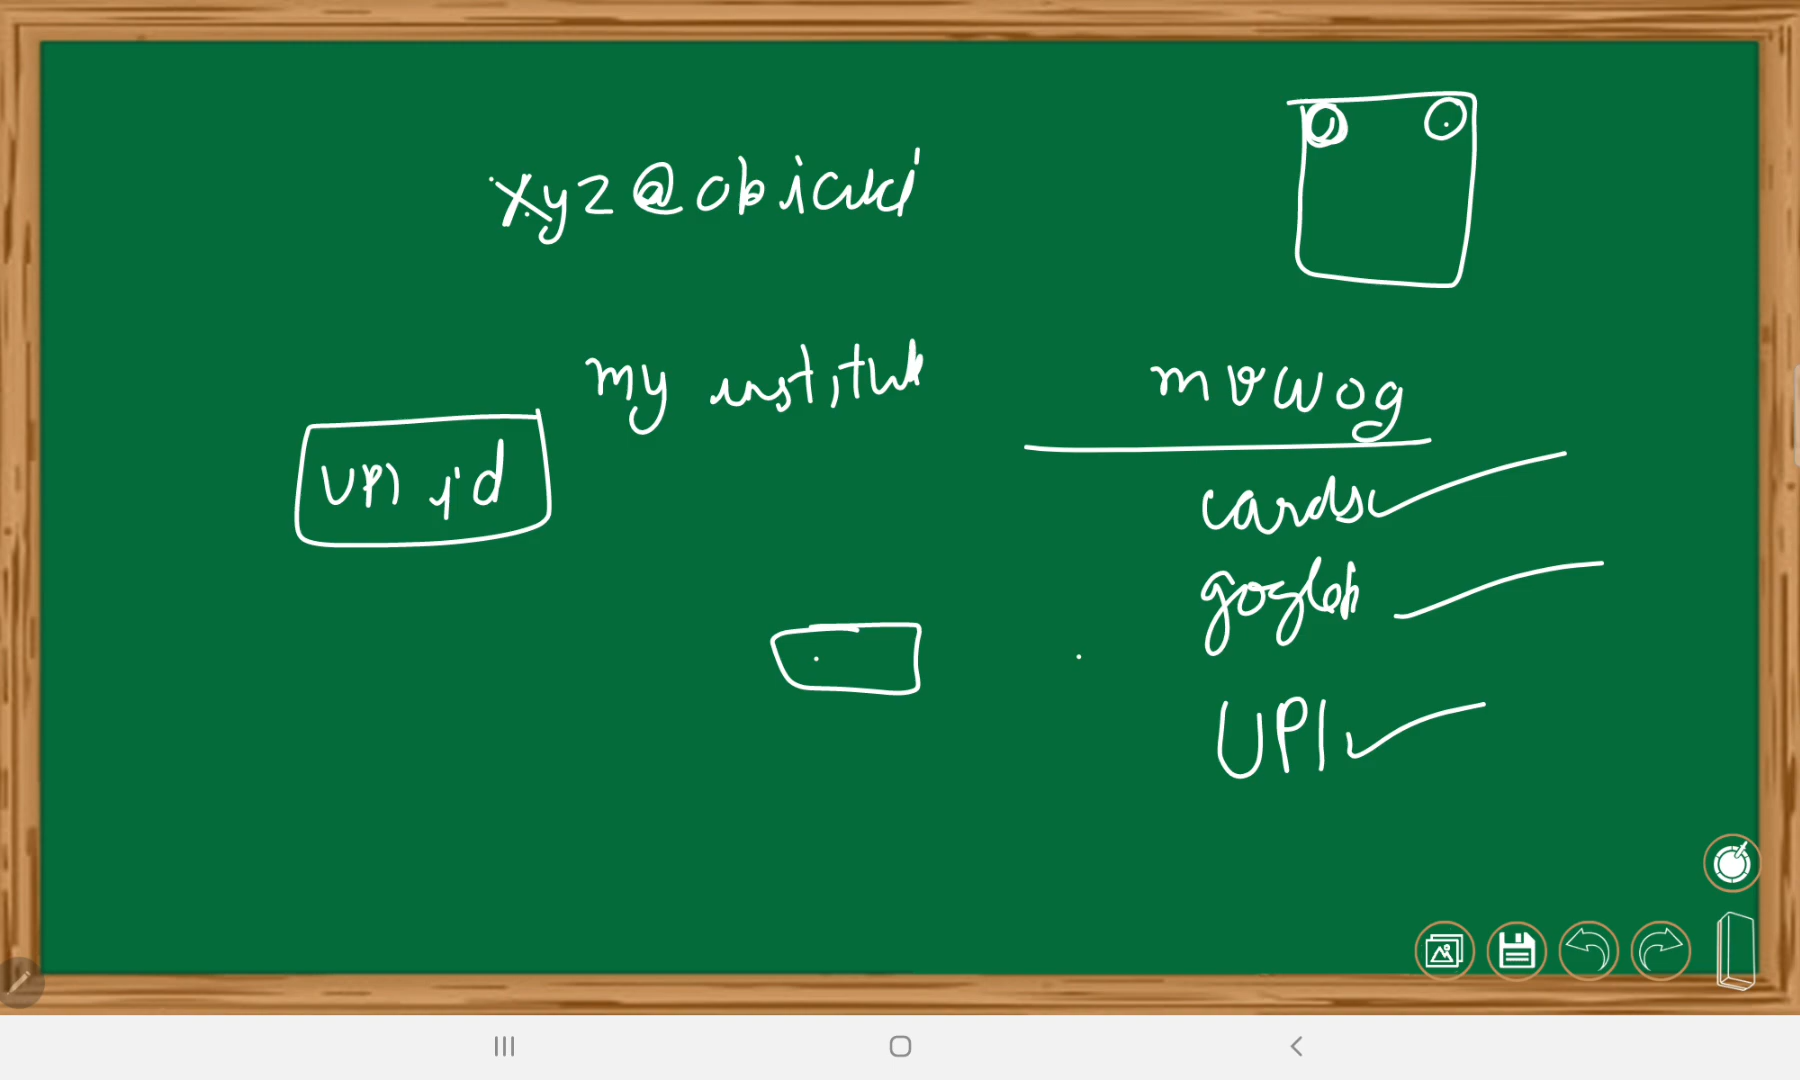 xyz@obicici
my institute
mvwog
UPI id
cards
UPI